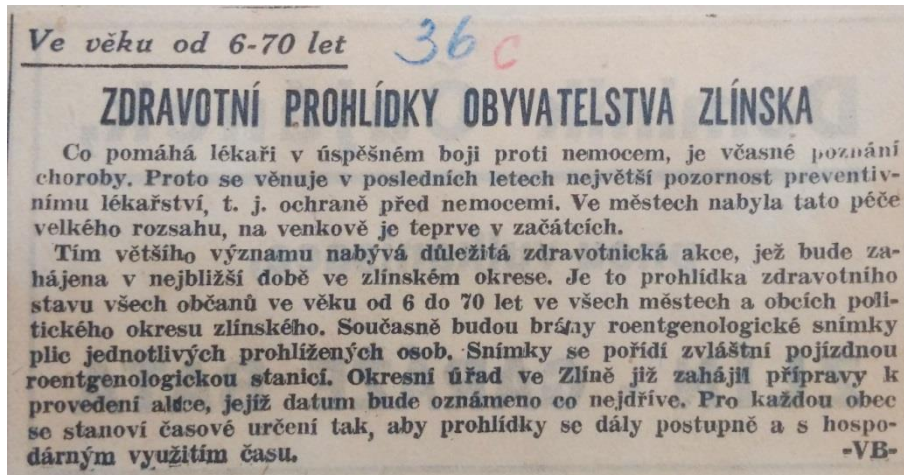 Ve věku od 6-70 let
36 c
ZDRAVOTNÍ PROHLÍDKY OBYVATELSTVA ZLÍNSKA
Co pomáhá lékaři v úspěšném boji proti nemocem, je včasné poznání
choroby. Proto se věnuje v posledních letech největší pozornost preventiv-
nímu lékařství, t. j. ochraně před nemocemi. Ve městech nabyla tato péče
velkého rozsahu, na venkově je teprve v začátcích.
Tím většího významu nabývá důležitá zdravotnická akce, jež bude za-
hájena v nejbližší době ve zlínském okrese. Je to prohlídka zdravotního
stavu všech občanů ve věku od 6 do 70 let ve všech městech a obcích poli-
tického okresu zlínského. Současně budou brány roentgenologické snímky
plic jednotlivých prohlížených osob. Snímky se pořídí zvláštní pojízdnou
roentgenologickou stanicí. Okresní úřad ve Zlíně již zahájil přípravy k
provedení akce, jejíž datum bude oznámeno co nejdříve. Pro každou obec
se stanoví časové určení tak, aby prohlídky se dály postupně a s hospo-
dárným využitím času.
-VB-